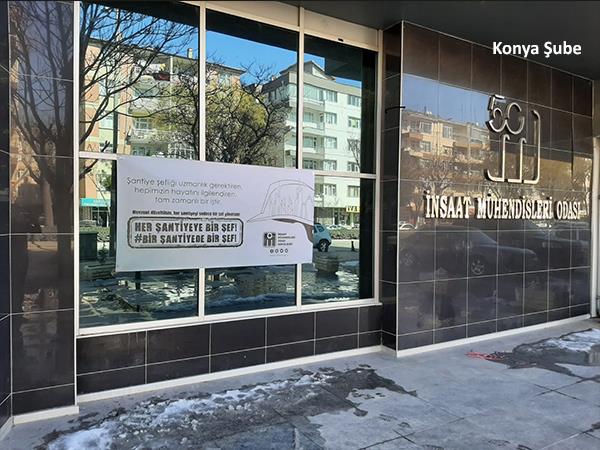 Konya Şube
İNŞAAT MÜHENDİSLERİ ODASI
Şantiye şefliği uzmanlık gerektiren,
hepimizin hayatını ilgilendiren,
tam zamanlı bir iştir.
HER ŞANTİYEYE BİR ŞEF!
#BİR ŞANTİYEDE BİR ŞEF!